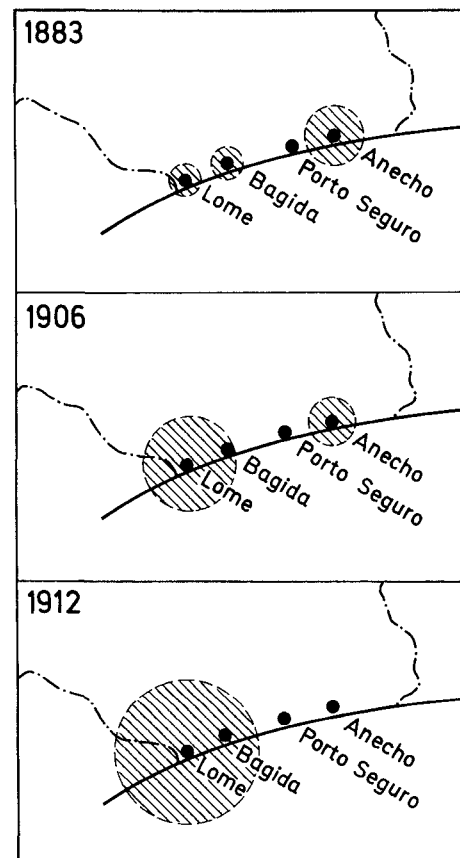 1883
Lome
Bagida
Porto Seguro
Anecho
1906
Lome
Bagida
Porto Seguro
Anecho
1912
Lome
Bagida
Porto Seguro
Anecho